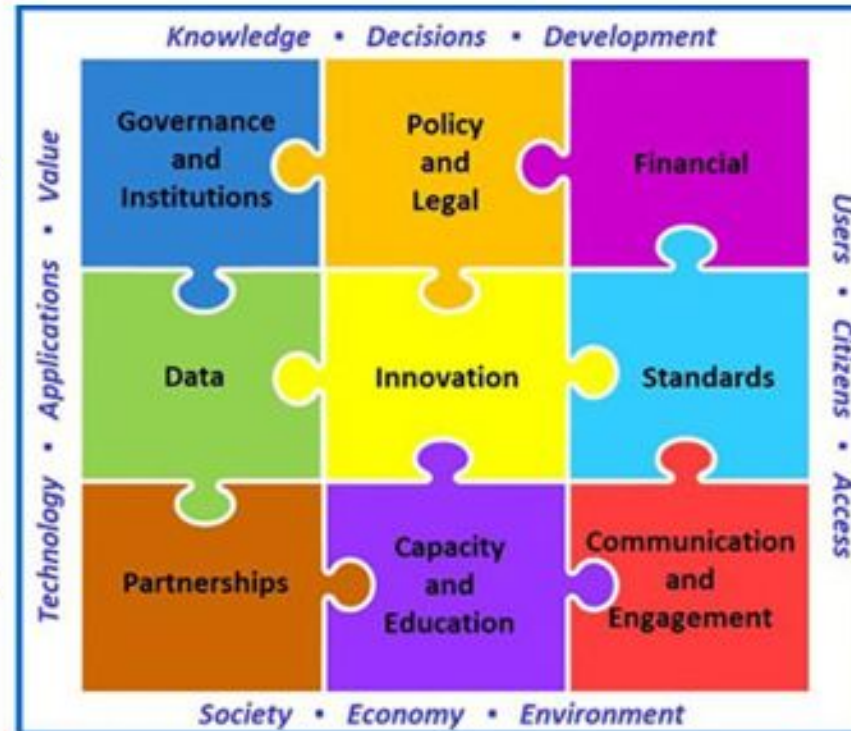 Knowledge • Decisions • Development
Governance
and
Institutions
Policy
and
Legal
Financial
Data
Innovation
Standards
Partnerships
Capacity
and
Education
Communication
and
Engagement
Technology • Applications • Value
Users • Citizens • Access
Society • Economy • Environment